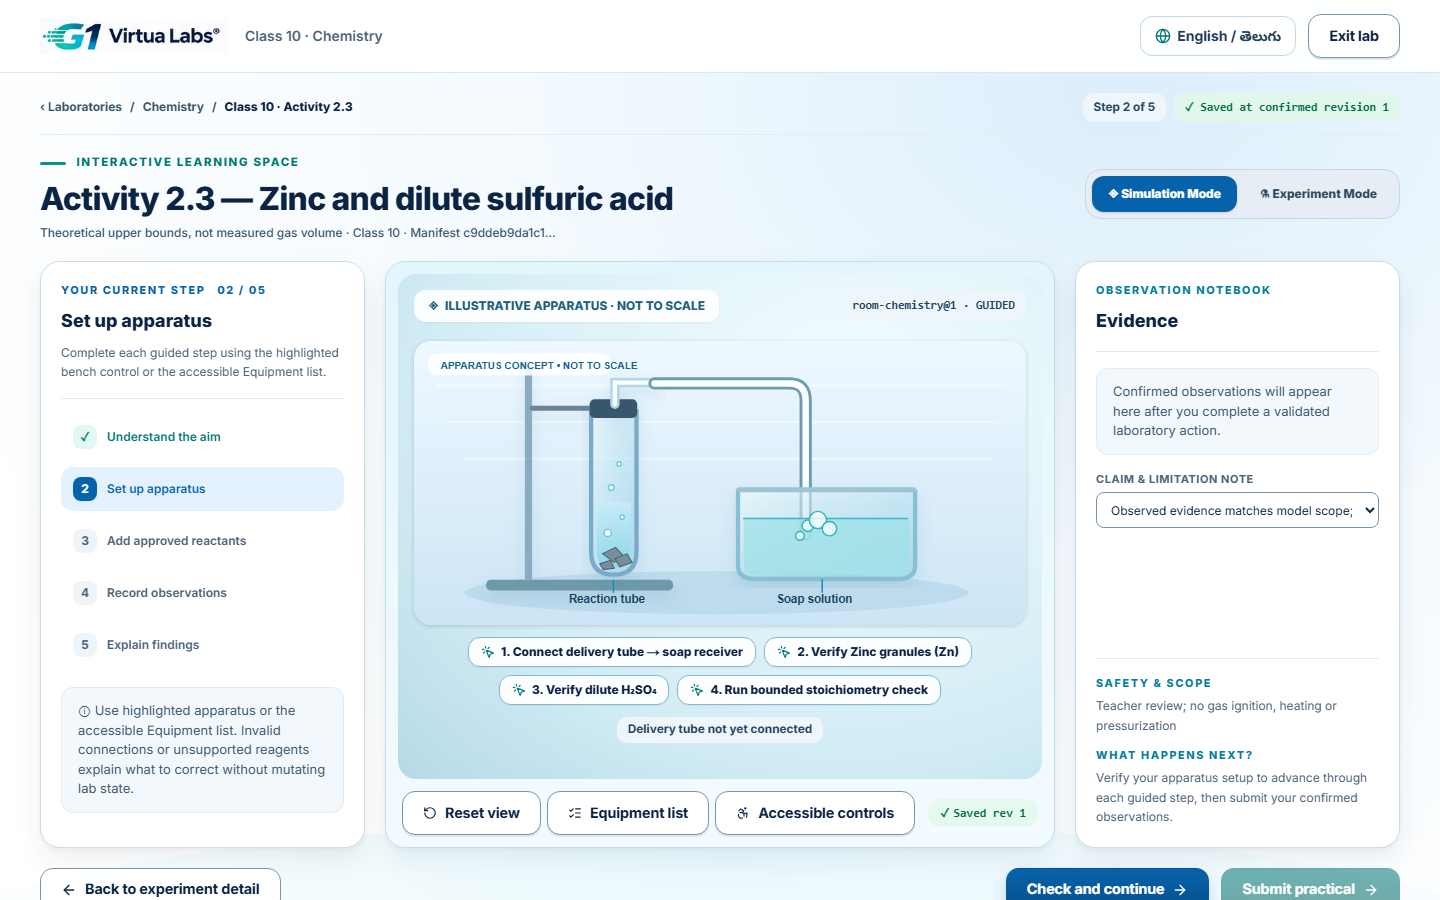 G1 Virtua Labs®
Class 10 · Chemistry
English / తెలుగు
Exit lab
‹ Laboratories / Chemistry / Class 10 · Activity 2.3
Step 2 of 5
✓ Saved at confirmed revision 1
INTERACTIVE LEARNING SPACE
Activity 2.3 — Zinc and dilute sulfuric acid
Theoretical upper bounds, not measured gas volume · Class 10 · Manifest c9ddeb9da1c1...
Simulation Mode
Experiment Mode
YOUR CURRENT STEP 02 / 05
Set up apparatus
Complete each guided step using the highlighted
bench control or the accessible Equipment list.
✓ Understand the aim
2 Set up apparatus
3 Add approved reactants
4 Record observations
5 Explain findings
Use highlighted apparatus or the
accessible Equipment list. Invalid
connections or unsupported reagents
explain what to correct without mutating
lab state.
ILLUSTRATIVE APPARATUS · NOT TO SCALE
room-chemistry@1 · GUIDED
APPARATUS CONCEPT • NOT TO SCALE
Reaction tube
Soap solution
1. Connect delivery tube → soap receiver
2. Verify Zinc granules (Zn)
3. Verify dilute H₂SO₄
4. Run bounded stoichiometry check
Delivery tube not yet connected
Reset view
Equipment list
Accessible controls
✓ Saved rev 1
OBSERVATION NOTEBOOK
Evidence
Confirmed observations will appear
here after you complete a validated
laboratory action.
CLAIM & LIMITATION NOTE
Observed evidence matches model scope;
SAFETY & SCOPE
Teacher review; no gas ignition, heating or
pressurization
WHAT HAPPENS NEXT?
Verify your apparatus setup to advance through
each guided step, then submit your confirmed
observations.
← Back to experiment detail
Check and continue →
Submit practical →